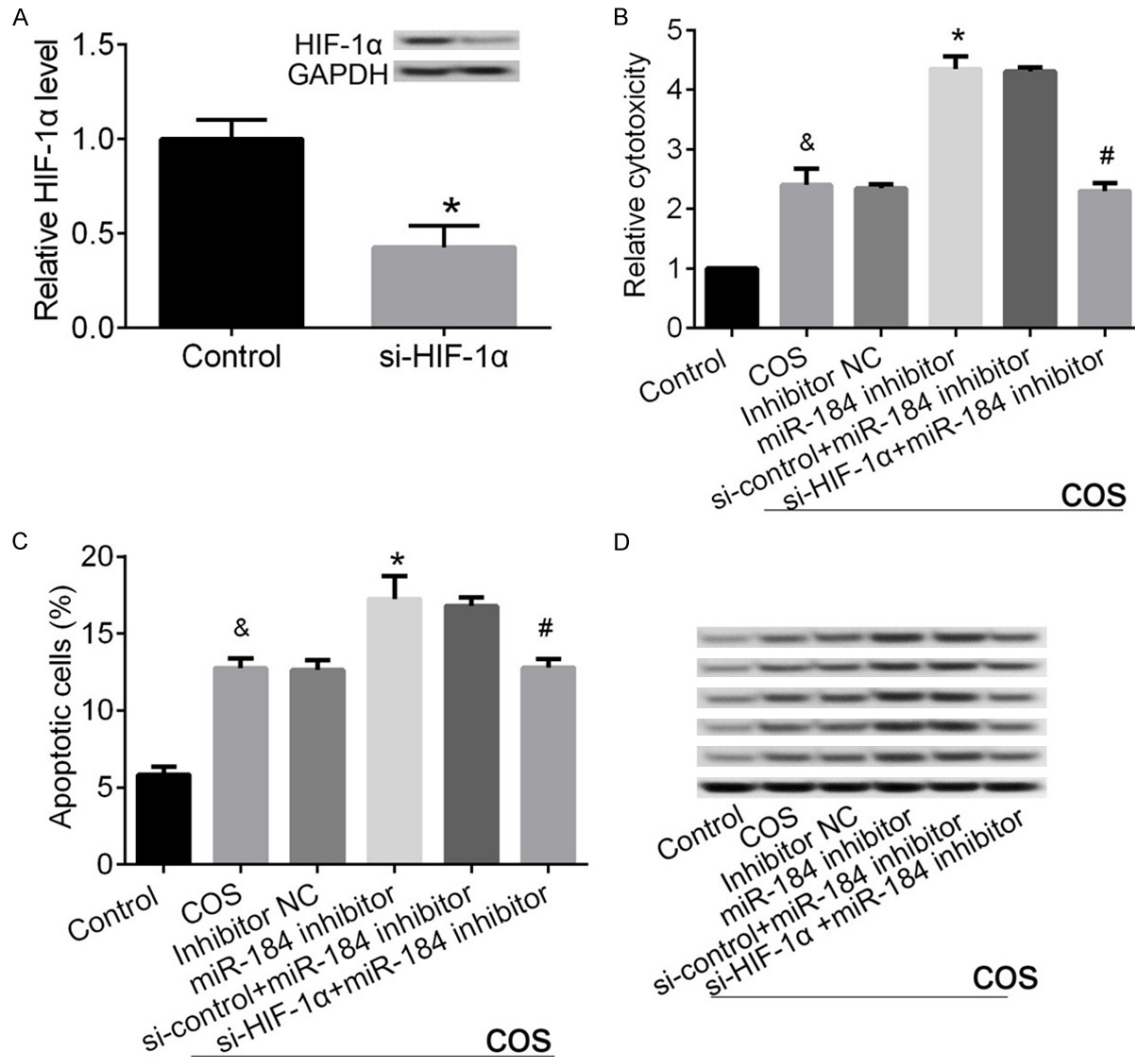 A
HIF-1α
GAPDH
Relative HIF-1α level
1.5
1.0
0.5
0.0
*
Control
si-HIF-1α
B
Relative cytotoxicity
5
4
3
2
1
0
&
*
#
Control
COS
Inhibitor NC
miR-184 inhibitor
si-control+miR-184 inhibitor
si-HIF-1α+miR-184 inhibitor
COS
C
Apoptotic cells (%)
20
15
10
5
0
&
*
#
Control
COS
Inhibitor NC
miR-184 inhibitor
si-control+miR-184 inhibitor
si-HIF-1α+miR-184 inhibitor
COS
D
Control
COS
Inhibitor NC
miR-184 inhibitor
si-control+miR-184 inhibitor
si-HIF-1α +miR-184 inhibitor
COS